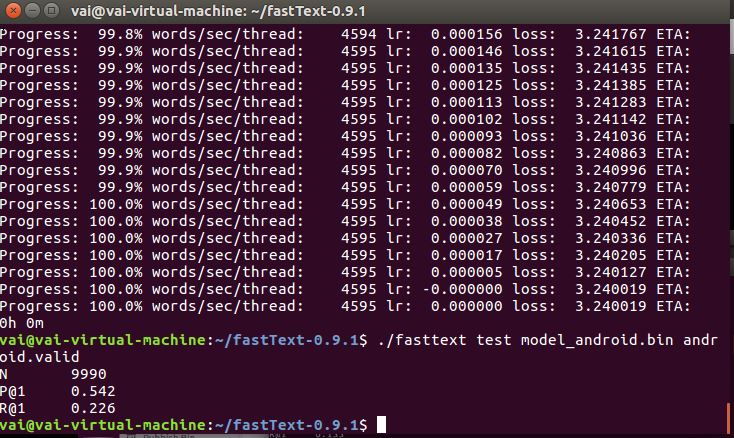 vai@vai-virtual-machine: ~/fastText-0.9.1
Progress:  99.8% words/sec/thread:    4594 lr:  0.000156 loss:  3.241767 ETA:
Progress:  99.9% words/sec/thread:    4595 lr:  0.000146 loss:  3.241615 ETA:
Progress:  99.9% words/sec/thread:    4595 lr:  0.000135 loss:  3.241435 ETA:
Progress:  99.9% words/sec/thread:    4595 lr:  0.000125 loss:  3.241385 ETA:
Progress:  99.9% words/sec/thread:    4595 lr:  0.000113 loss:  3.241283 ETA:
Progress:  99.9% words/sec/thread:    4595 lr:  0.000102 loss:  3.241142 ETA:
Progress:  99.9% words/sec/thread:    4595 lr:  0.000093 loss:  3.241036 ETA:
Progress:  99.9% words/sec/thread:    4595 lr:  0.000082 loss:  3.240863 ETA:
Progress:  99.9% words/sec/thread:    4595 lr:  0.000070 loss:  3.240996 ETA:
Progress:  99.9% words/sec/thread:    4595 lr:  0.000059 loss:  3.240779 ETA:
Progress: 100.0% words/sec/thread:    4595 lr:  0.000049 loss:  3.240653 ETA:
Progress: 100.0% words/sec/thread:    4595 lr:  0.000038 loss:  3.240452 ETA:
Progress: 100.0% words/sec/thread:    4595 lr:  0.000027 loss:  3.240336 ETA:
Progress: 100.0% words/sec/thread:    4595 lr:  0.000017 loss:  3.240205 ETA:
Progress: 100.0% words/sec/thread:    4595 lr:  0.000005 loss:  3.240127 ETA:
Progress: 100.0% words/sec/thread:    4595 lr: -0.000000 loss:  3.240019 ETA:
Progress: 100.0% words/sec/thread:    4595 lr:  0.000000 loss:  3.240019 ETA:
0h 0m
vai@vai-virtual-machine:~/fastText-0.9.1$ ./fasttext test model_android.bin andr
oid.valid
N       9990
P@1     0.542
R@1     0.226
vai@vai-virtual-machine:~/fastText-0.9.1$